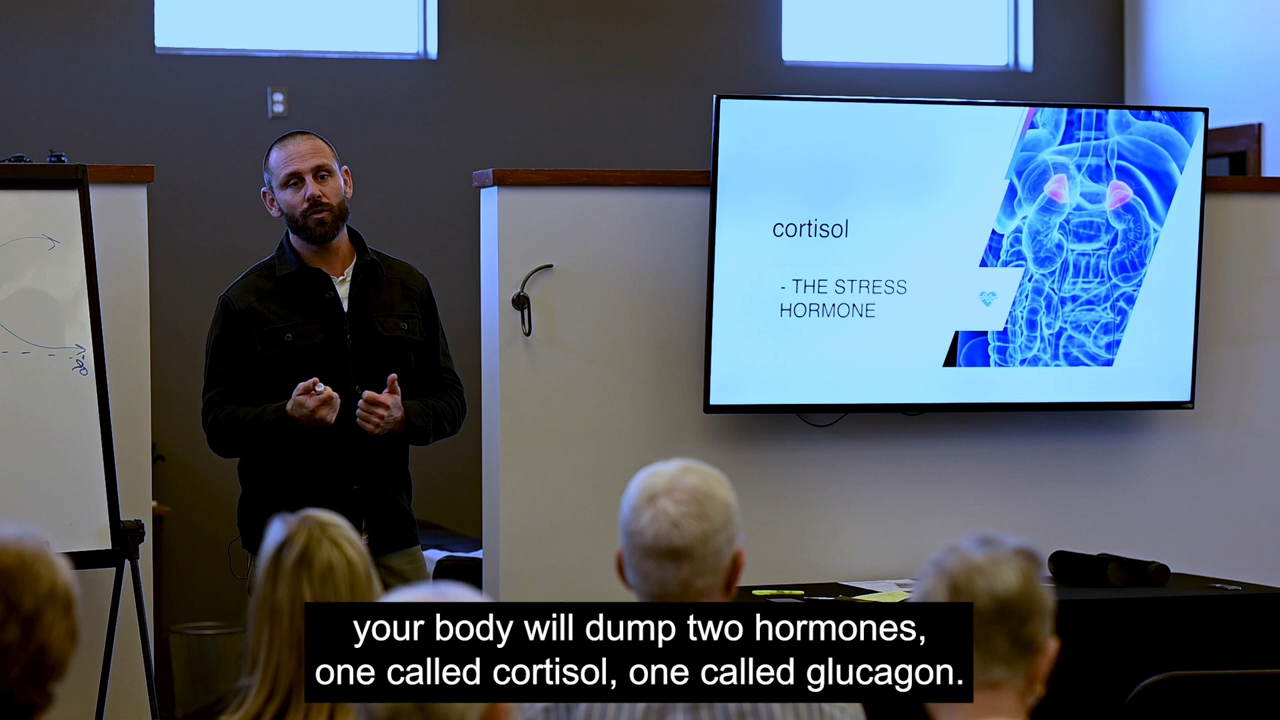 cortisol
- THE STRESS
HORMONE
your body will dump two hormones,
one called cortisol, one called glucagon.